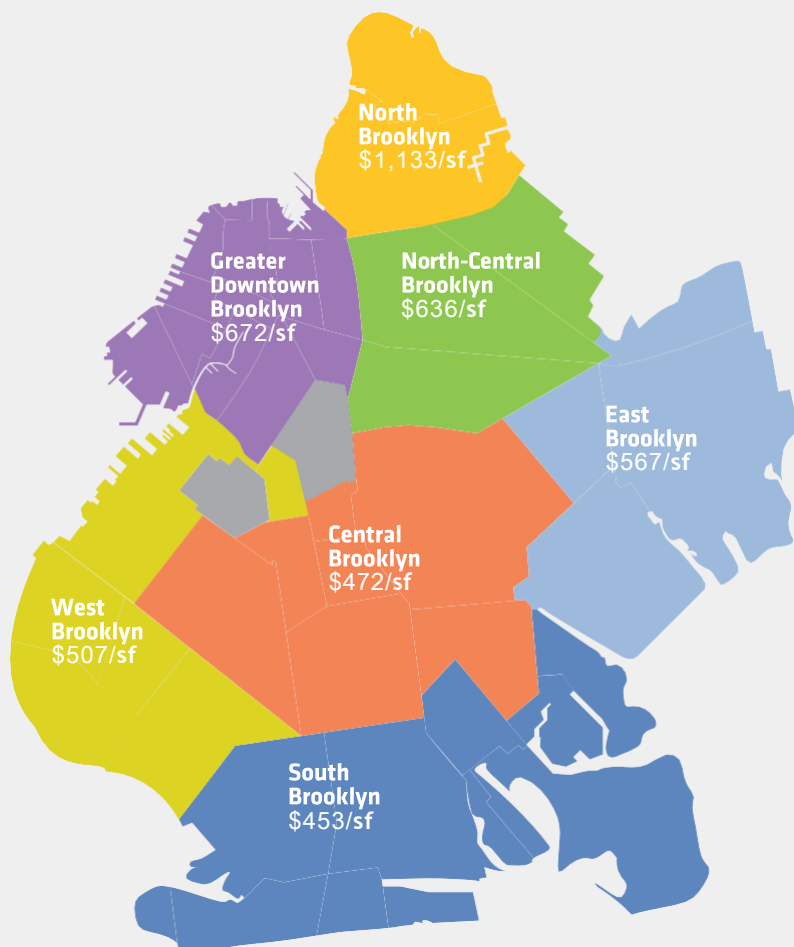 North
Brooklyn
$1,133/sf
Greater
Downtown
Brooklyn
$672/sf
North-Central
Brooklyn
$636/sf
East
Brooklyn
$567/sf
Central
Brooklyn
$472/sf
West
Brooklyn
$507/sf
South
Brooklyn
$453/sf